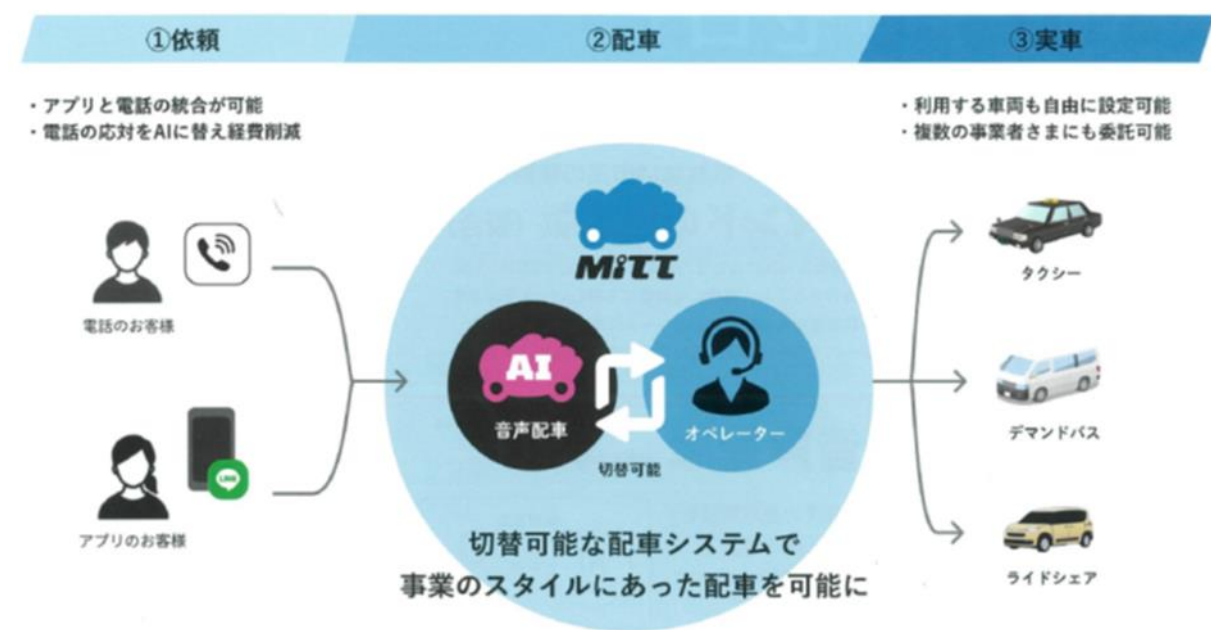 ①依頼
②配車
③実車
・アプリと電話の統合が可能
・電話の応対をAIに替え経費削減
・利用する車両も自由に設定可能
・複数の事業者さまにも委託可能
電話のお客様
LINE
アプリのお客様
MiTT
AI
音声配車
オペレーター
切替可能
切替可能な配車システムで
事業のスタイルにあった配車を可能に
タクシー
デマンドバス
ライドシェア